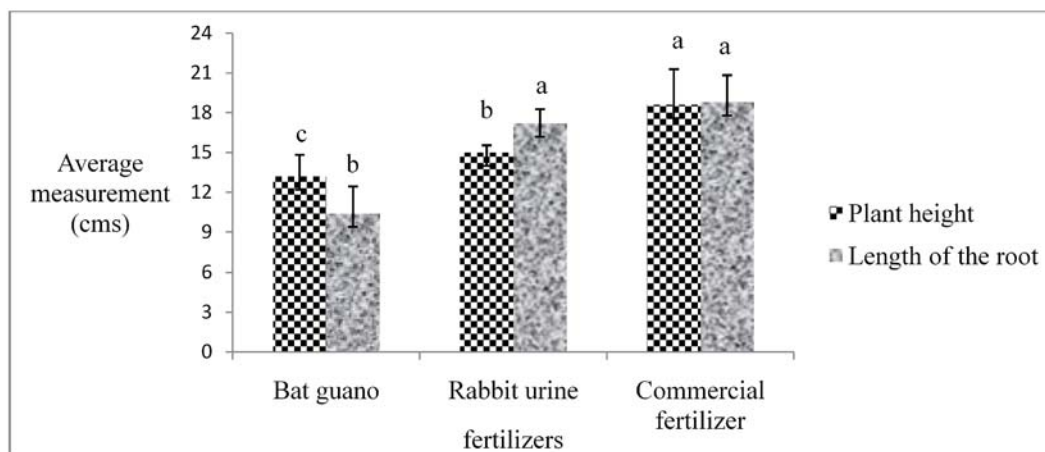 24
21
18
15
12
9
6
3
0
Average
measurement
(cms)
c
b
b
a
a
a
Plant height
Length of the root
Bat guano
Rabbit urine
Commercial
fertilizer
fertilizers